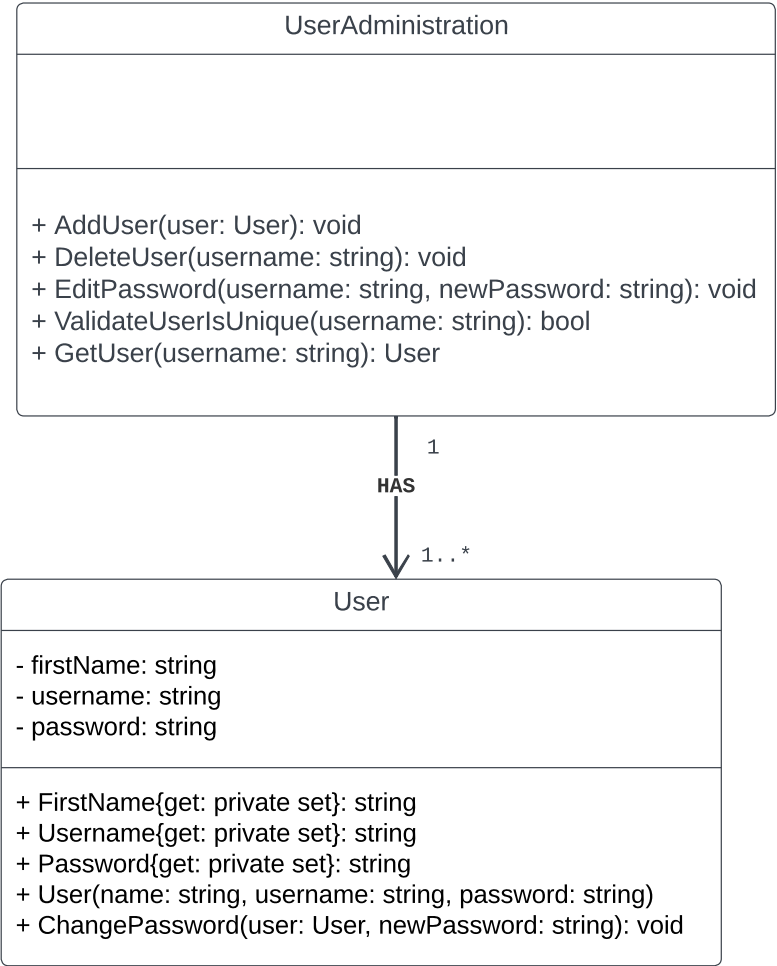 UserAdministration
+ AddUser(user: User): void
+ DeleteUser(username: string): void
+ EditPassword(username: string, newPassword: string): void
+ ValidateUserIsUnique(username: string): bool
+ GetUser(username: string): User
1
HAS
1..*
User
- firstName: string
- username: string
- password: string
+ FirstName{get: private set}: string
+ Username{get: private set}: string
+ Password{get: private set}: string
+ User(name: string, username: string, password: string)
+ ChangePassword(user: User, newPassword: string): void